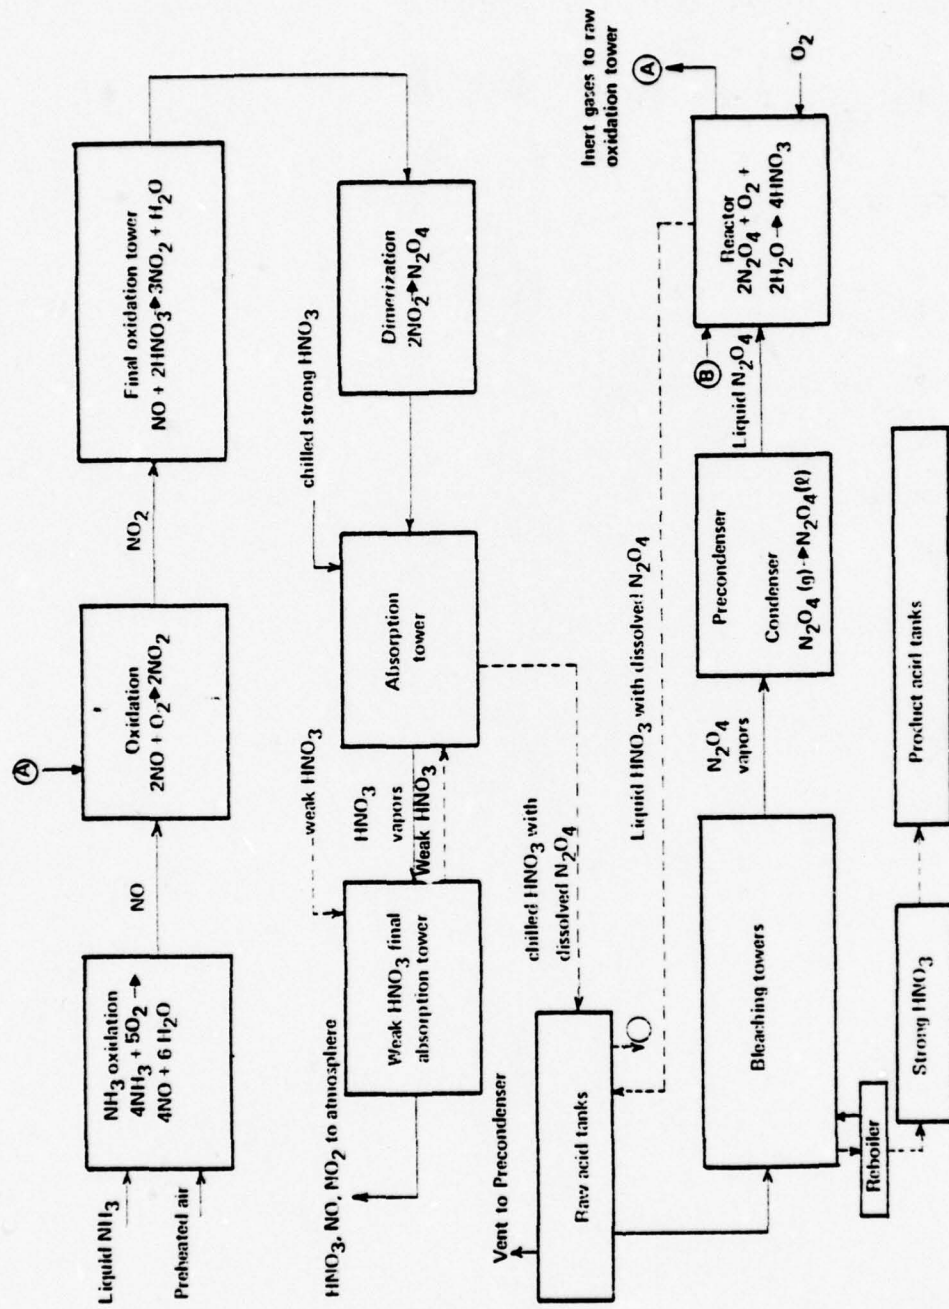 Liquid NH3
Preheated air
NH3 oxidation
4NH3 + 5O2 →
4NO + 6 H2O
NO
A
Oxidation
2NO + O2→2NO2
NO2
Final oxidation tower
NO + 2HNO3→3NO2 + H2O
HNO3, NO, MO2 to atmosphere
Weak HNO3 final
absorption tower
weak HNO3
HNO3
vapors
Weak HNO3
Absorption
tower
chilled strong HNO3
Dimerization
2NO2→N2O4
Vent to Precondenser
Raw acid tanks
chilled HNO3 with
dissolved N2O4
Liquid HNO3 with dissolved N2O4
Inert gases to raw
oxidation tower
A
Bleaching towers
N2O4
vapors
Precondenser
Condenser
N2O4 (g)→N2O4(ℓ)
B
Liquid N2O4
Reactor
2N2O4 + O2 +
2H2O→4HNO3
O2
Reboiler
Strong HNO3
Product acid tanks